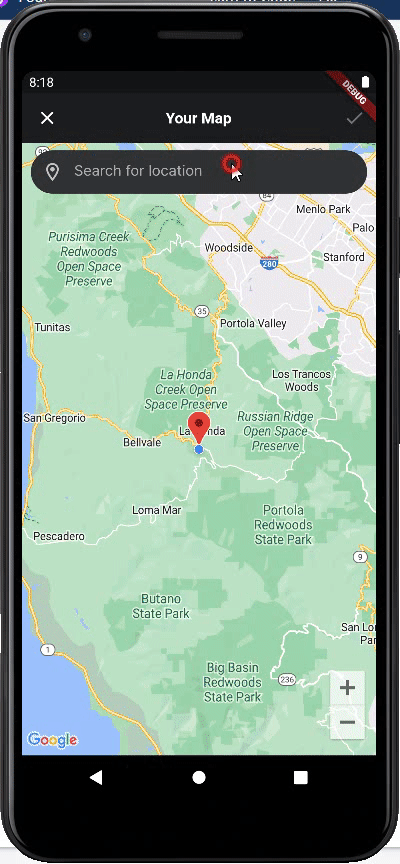 8:18
DEBUG
Your Map
Search for location
84
Menlo Park
Palo
Purisima Creek
Redwoods
Open Space
Preserve
Woodside
280
Stanford
35
Portola Valley
Tunitas
La Honda
Creek Open
Space Preserve
Los Trancos
Woods
San Gregorio
Russian Ridge
Open Space
Preserve
La Honda
Bellvale
Loma Mar
Portola
Redwoods
State Park
Pescadero
9
Butano
State Park
San Lo
Par
1
Big Basin
Redwoods
State Park
236
+
−
Google